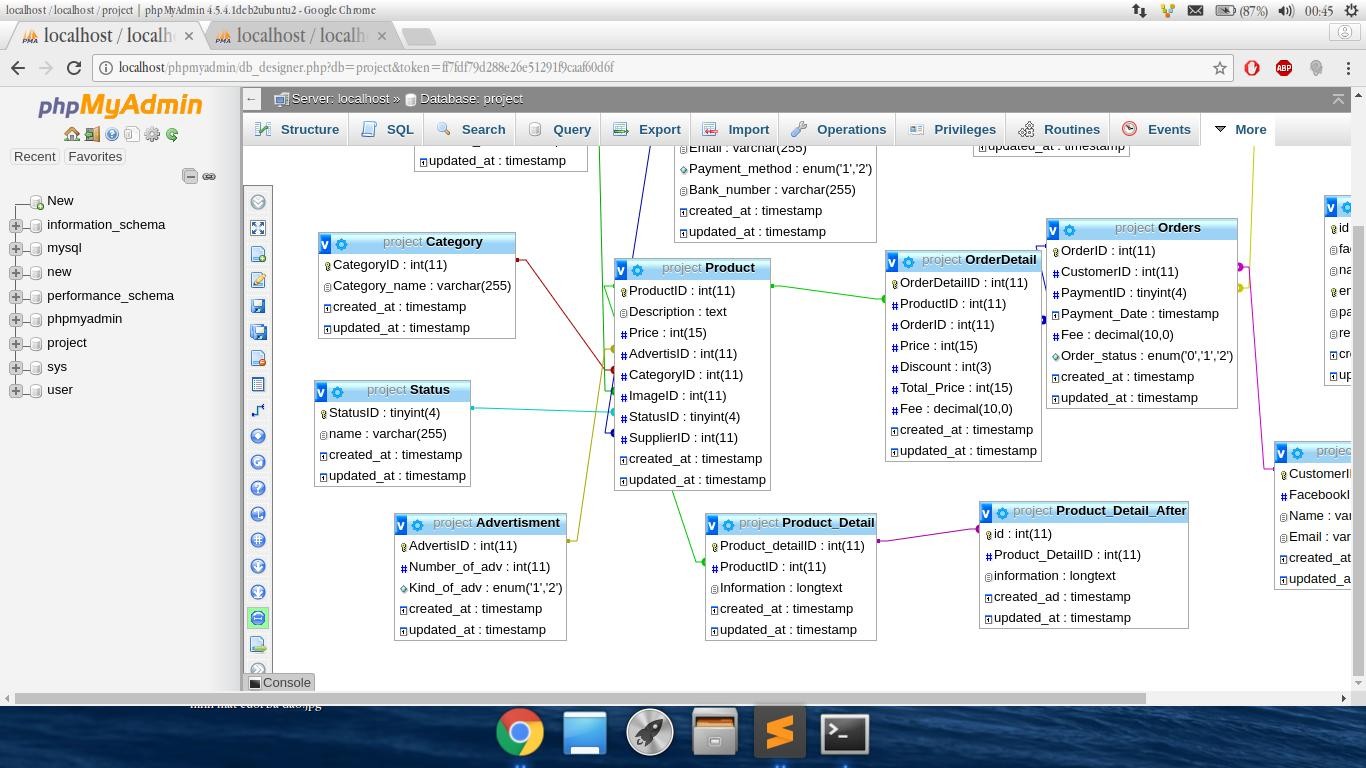 localhost / localhost / project | phpMyAdmin 4.5.4.1deb2ubuntu2 - Google Chrome
(87%) 00:45
localhost / localh
localhost / localh
localhost/phpmyadmin/db_designer.php?db=project&token=ff7fdf79d288e26e51291f9caaf60d6f
ABP
phpMyAdmin
Recent Favorites
New
information_schema
mysql
new
performance_schema
phpmyadmin
project
sys
user
Server: localhost » Database: project
Structure SQL Search Query Export Import Operations Privileges Routines Events More
updated_at : timestamp
Email : varchar(255)
Payment_method : enum('1','2')
Bank_number : varchar(255)
created_at : timestamp
updated_at : timestamp
updated_at : timestamp
v project Category
CategoryID : int(11)
Category_name : varchar(255)
created_at : timestamp
updated_at : timestamp
v project Status
StatusID : tinyint(4)
name : varchar(255)
created_at : timestamp
updated_at : timestamp
v project Advertisment
AdvertisID : int(11)
Number_of_adv : int(11)
Kind_of_adv : enum('1','2')
created_at : timestamp
updated_at : timestamp
v project Product
ProductID : int(11)
Description : text
Price : int(15)
AdvertisID : int(11)
CategoryID : int(11)
ImageID : int(11)
StatusID : tinyint(4)
SupplierID : int(11)
created_at : timestamp
updated_at : timestamp
v project Product_Detail
Product_detailID : int(11)
ProductID : int(11)
Information : longtext
created_at : timestamp
updated_at : timestamp
v project OrderDetail
OrderDetailID : int(11)
ProductID : int(11)
OrderID : int(11)
Price : int(15)
Discount : int(3)
Total_Price : int(15)
Fee : decimal(10,0)
created_at : timestamp
updated_at : timestamp
v project Orders
OrderID : int(11)
CustomerID : int(11)
PaymentID : tinyint(4)
Payment_Date : timestamp
Fee : decimal(10,0)
Order_status : enum('0','1','2')
created_at : timestamp
updated_at : timestamp
v project Product_Detail_After
id : int(11)
Product_DetailID : int(11)
information : longtext
created_ad : timestamp
updated_at : timestamp
v
id
fa
na
en
pa
re
cr
up
v projec
CustomerI
FacebookI
Name : var
Email : var
created_at
updated_a
Console